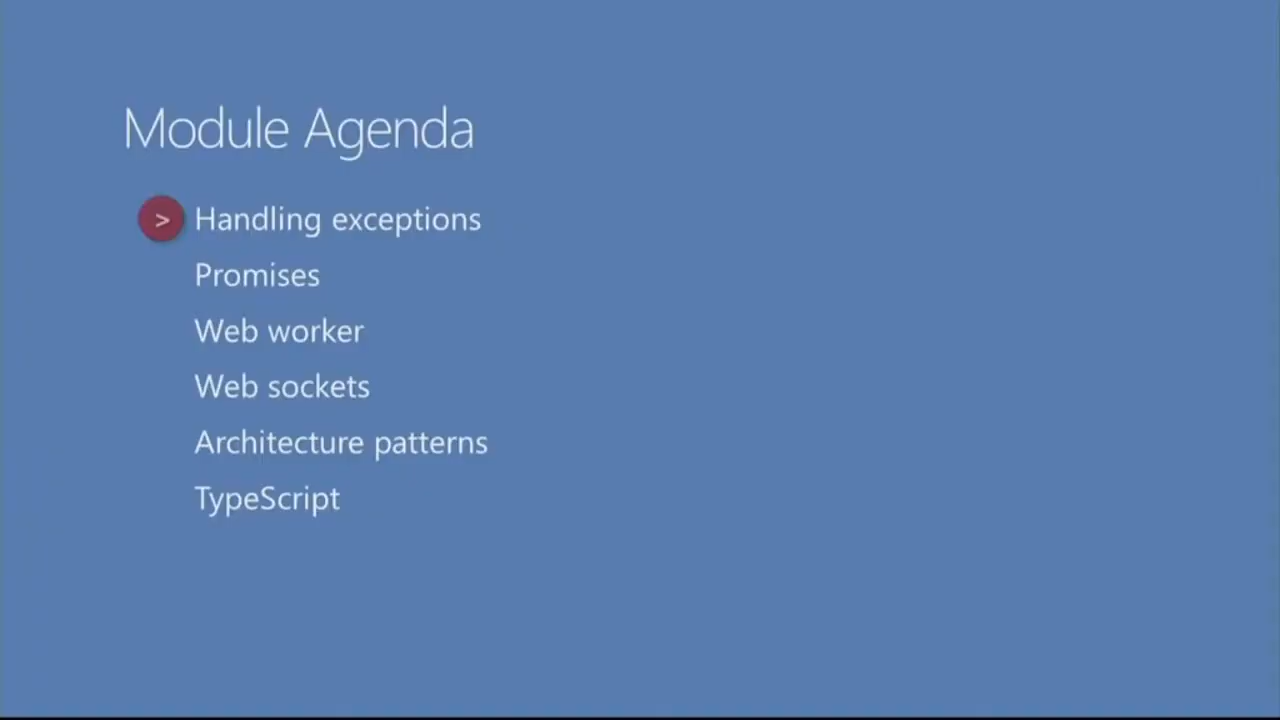 Module Agenda
> Handling exceptions
Promises
Web worker
Web sockets
Architecture patterns
TypeScript